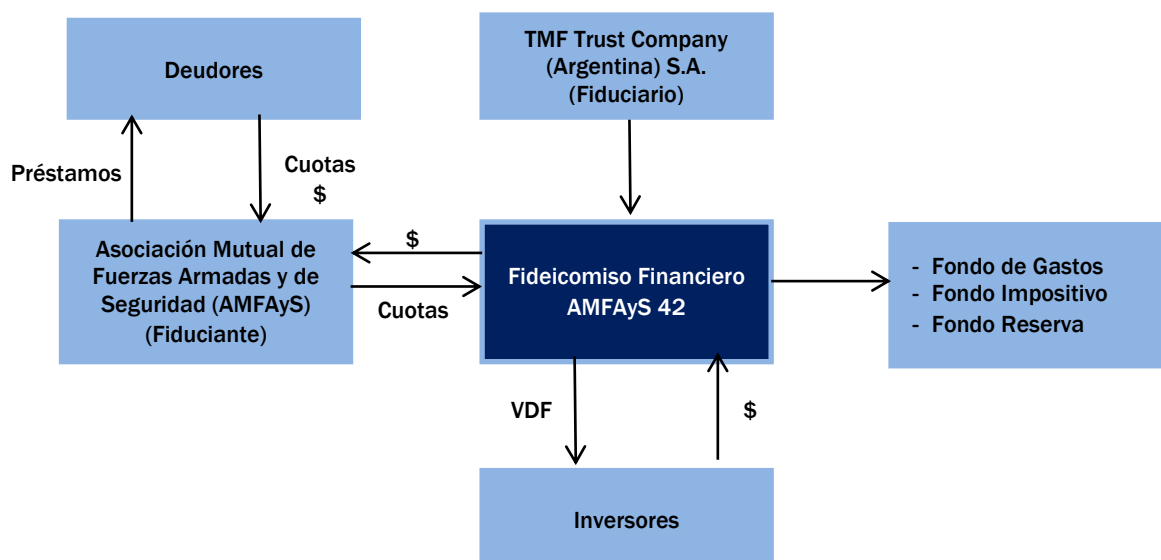 Deudores
TMF Trust Company
(Argentina) S.A.
(Fiduciario)
Préstamos
Cuotas
$
Asociación Mutual de
Fuerzas Armadas y de
Seguridad (AMFAyS)
(Fiduciante)
$
Cuotas
Fideicomiso Financiero
AMFAyS 42
- Fondo de Gastos
- Fondo Impositivo
- Fondo Reserva
VDF
$
Inversores